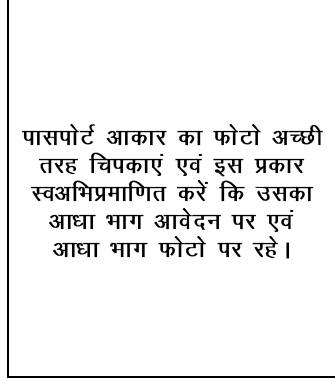 पासपोर्ट आकार का फोटो अच्छी
तरह चिपकाएं एवं इस प्रकार
स्वअभिप्रमाणित करें कि उसका
आधा भाग आवेदन पर एवं
आधा भाग फोटो पर रहे।